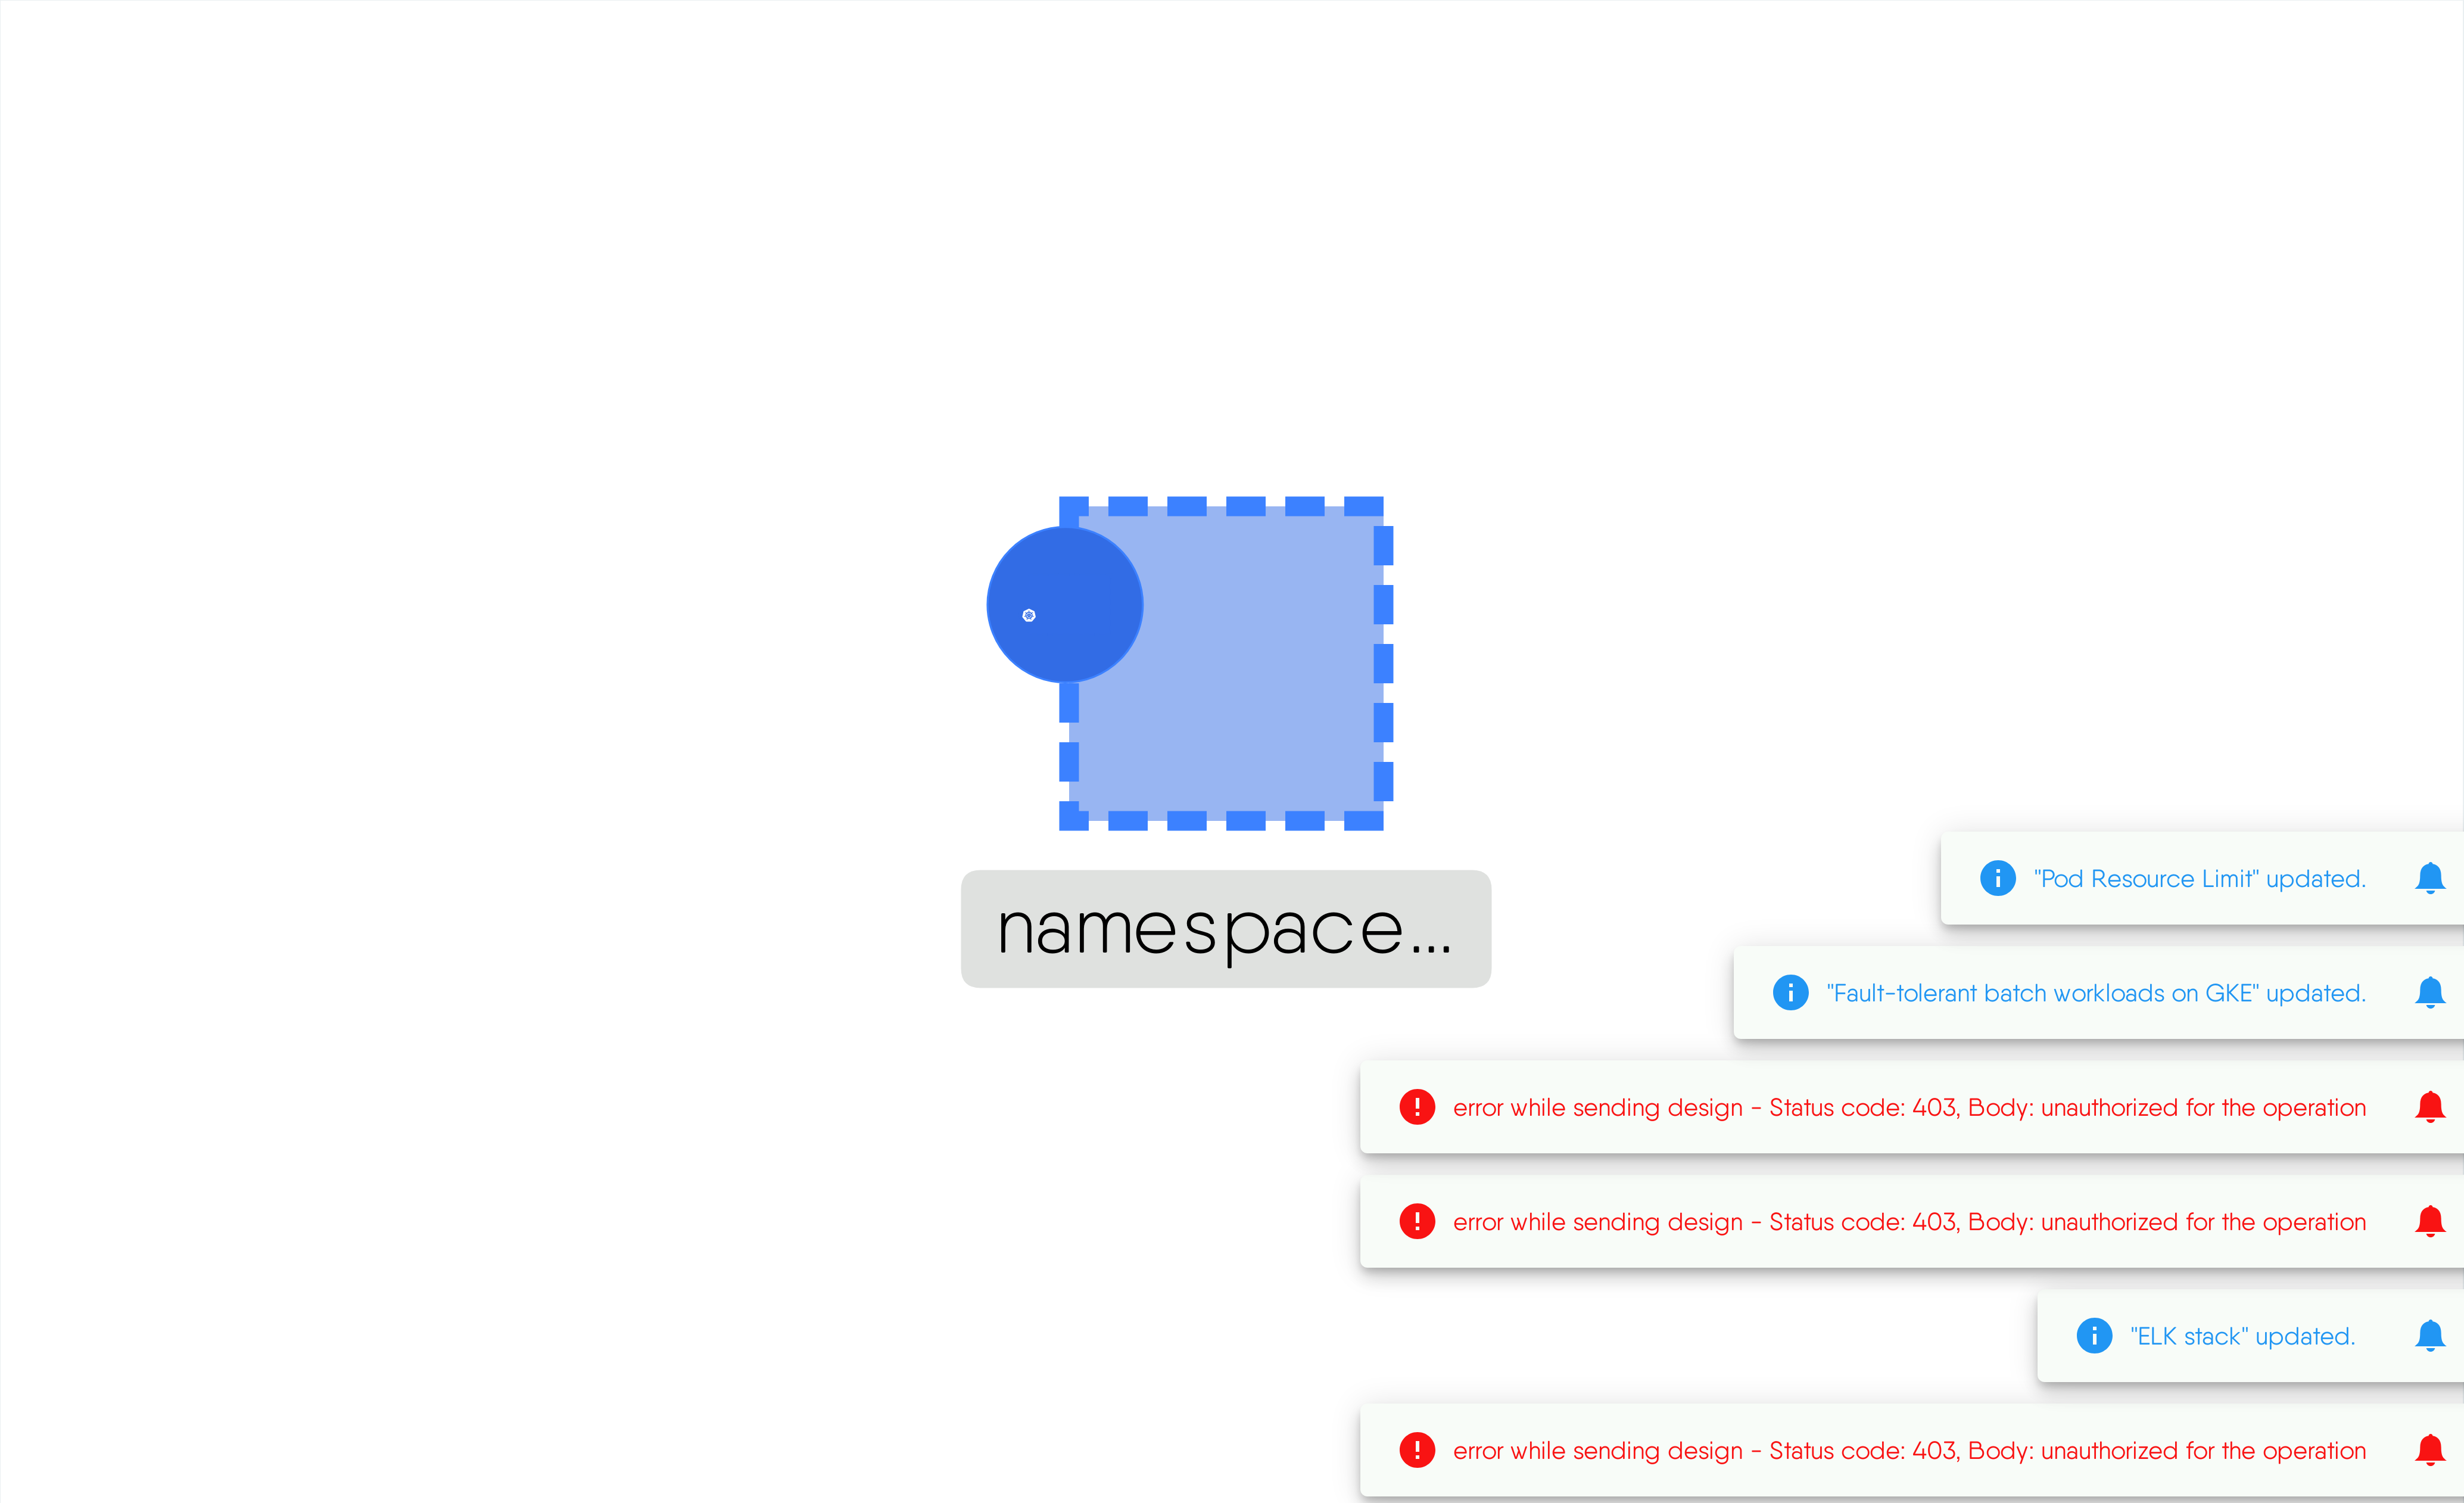 namespace...
"Pod Resource Limit" updated.
"Fault-tolerant batch workloads on GKE" updated.
error while sending design - Status code: 403, Body: unauthorized for the operation
error while sending design - Status code: 403, Body: unauthorized for the operation
"ELK stack" updated.
error while sending design - Status code: 403, Body: unauthorized for the operation